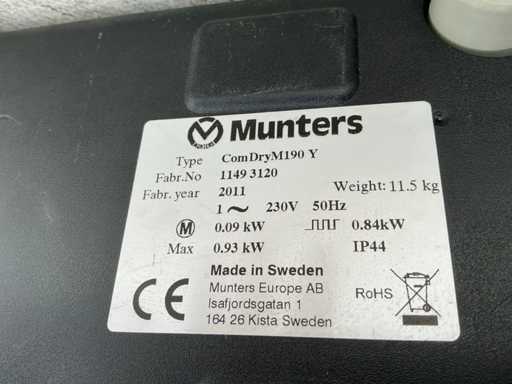 Munters
Type ComDryM190 Y
Fabr.No 1149 3120
Fabr. year 2011 Weight: 11.5 kg
1 ~ 230V 50Hz
M 0.09 kW 0.84kW
Max 0.93 kW IP44
Made in Sweden
Munters Europe AB
Isafjordsgatan 1
164 26 Kista Sweden
CE RoHS